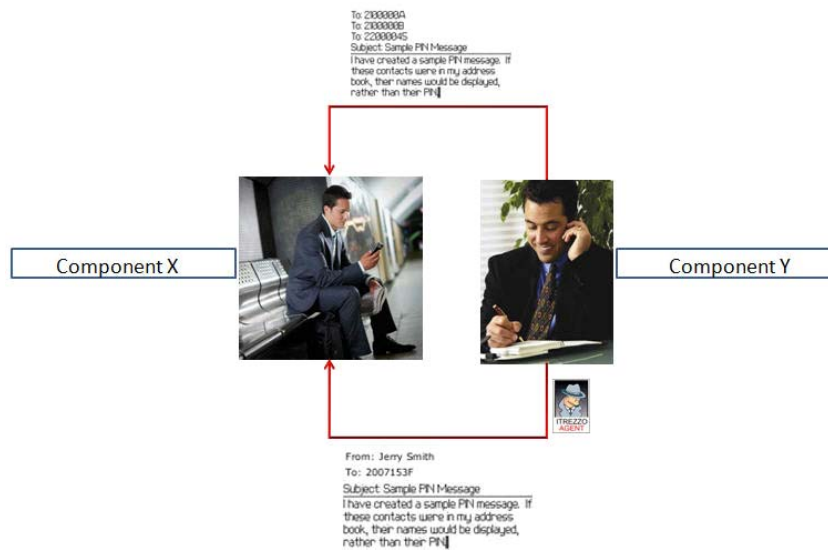 To: 2100000A
To: 2100000B
To: 22000045
Subject: Sample PIN Message
I have created a sample PIN message. If
these contacts were in my address
book, their names would be displayed,
rather than their PIN.
Component X
Component Y
ITREZZO
AGENT
From: Jerry Smith
To: 2007153F
Subject: Sample PIN Message
I have created a sample PIN message. If
these contacts were in my address
book, their names would be displayed,
rather than their PIN.